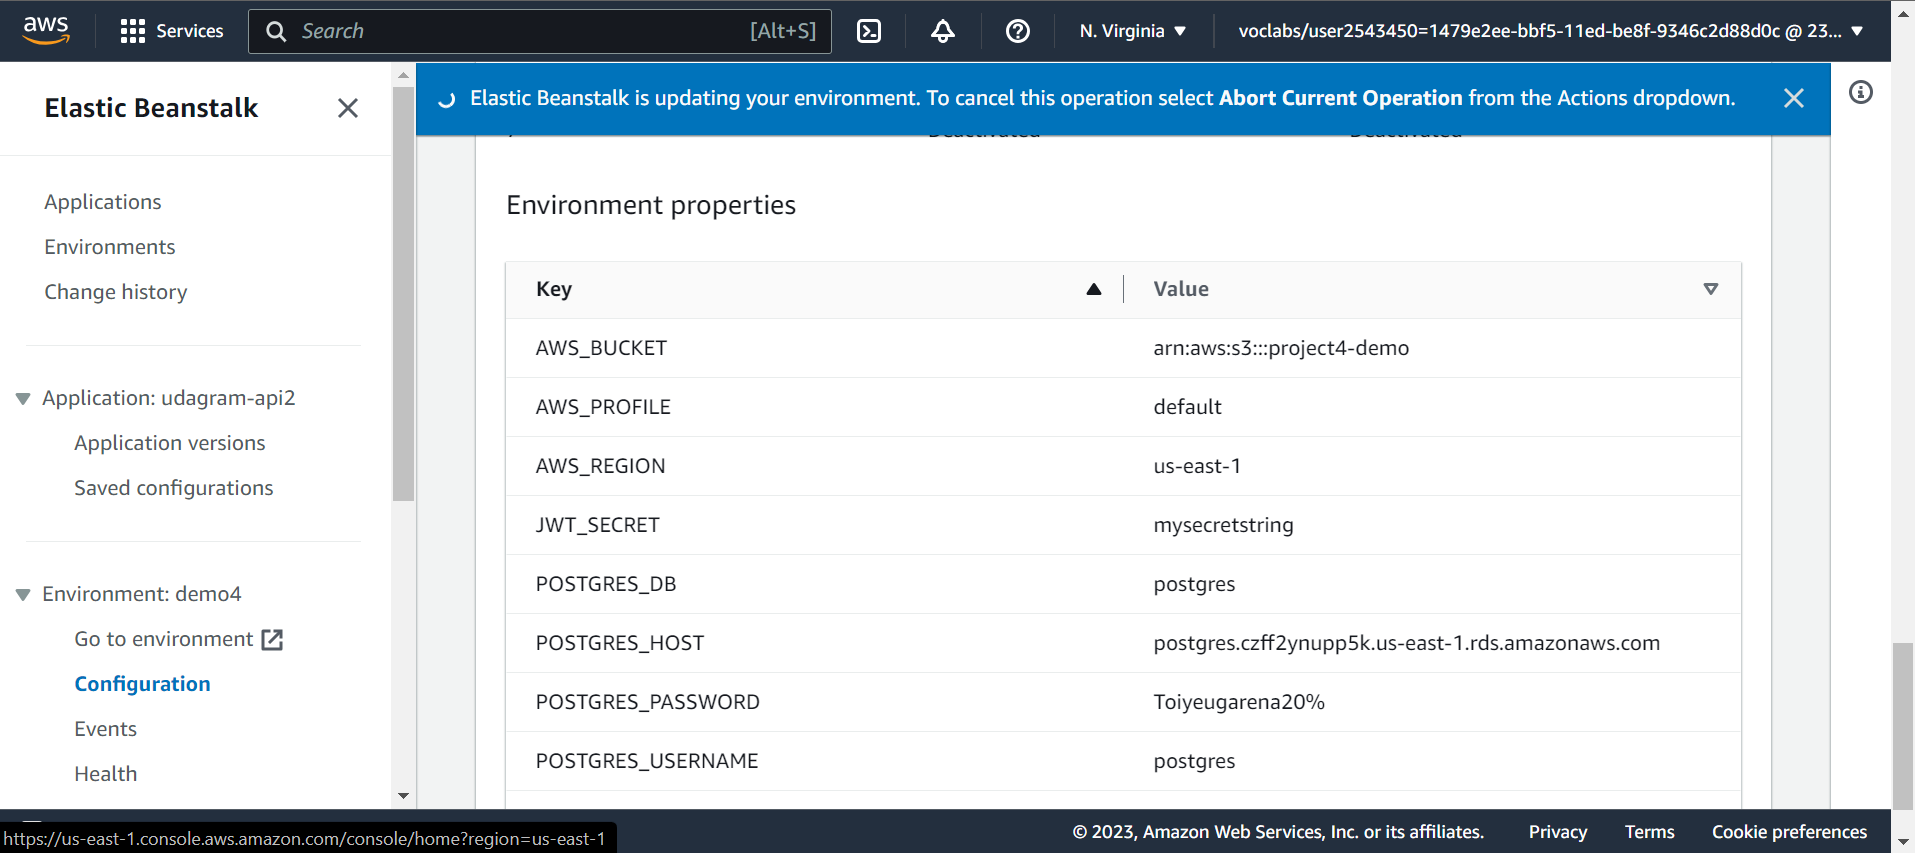 aws Services Search [Alt+S] N. Virginia voclabs/user2543450=1479e2ee-bbf5-11ed-be8f-9346c2d88d0c @ 23...
Elastic Beanstalk
Elastic Beanstalk is updating your environment. To cancel this operation select Abort Current Operation from the Actions dropdown.
Deactivated Deactivated
Applications
Environments
Change history
Application: udagram-api2
Application versions
Saved configurations
Environment: demo4
Go to environment
Configuration
Events
Health
Environment properties
Key Value
AWS_BUCKET arn:aws:s3:::project4-demo
AWS_PROFILE default
AWS_REGION us-east-1
JWT_SECRET mysecretstring
POSTGRES_DB postgres
POSTGRES_HOST postgres.czff2ynupp5k.us-east-1.rds.amazonaws.com
POSTGRES_PASSWORD Toiyeugarena20%
POSTGRES_USERNAME postgres
https://us-east-1.console.aws.amazon.com/console/home?region=us-east-1
© 2023, Amazon Web Services, Inc. or its affiliates. Privacy Terms Cookie preferences